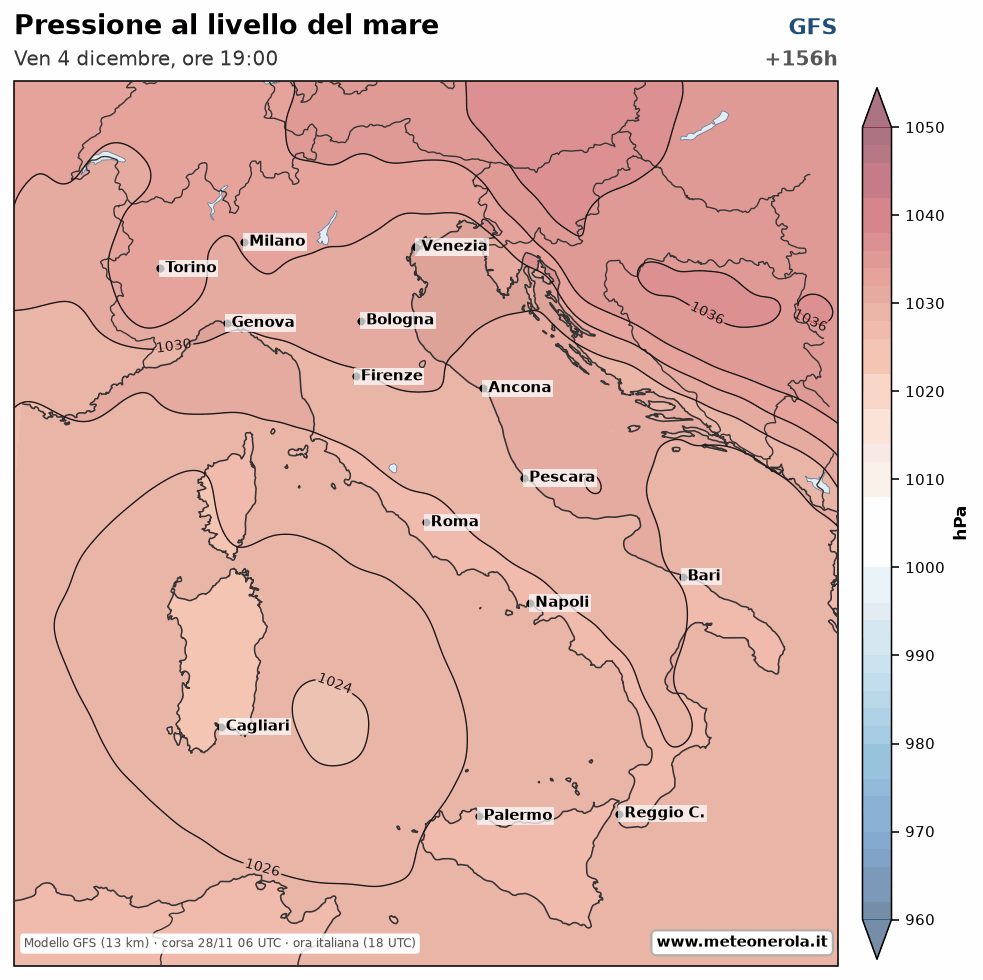 Pressione al livello del mare
GFS
Ven 4 dicembre, ore 19:00
+156h
1050
1040
1030
1020
1010
1000
990
980
970
960
hPa
Milano
Venezia
Torino
1036
1036
Genova
Bologna
1030
Firenze
Ancona
Pescara
Roma
Bari
Napoli
1024
Cagliari
Palermo
Reggio C.
1026
Modello GFS (13 km) · corsa 28/11 06 UTC · ora italiana (18 UTC)
www.meteonerola.it